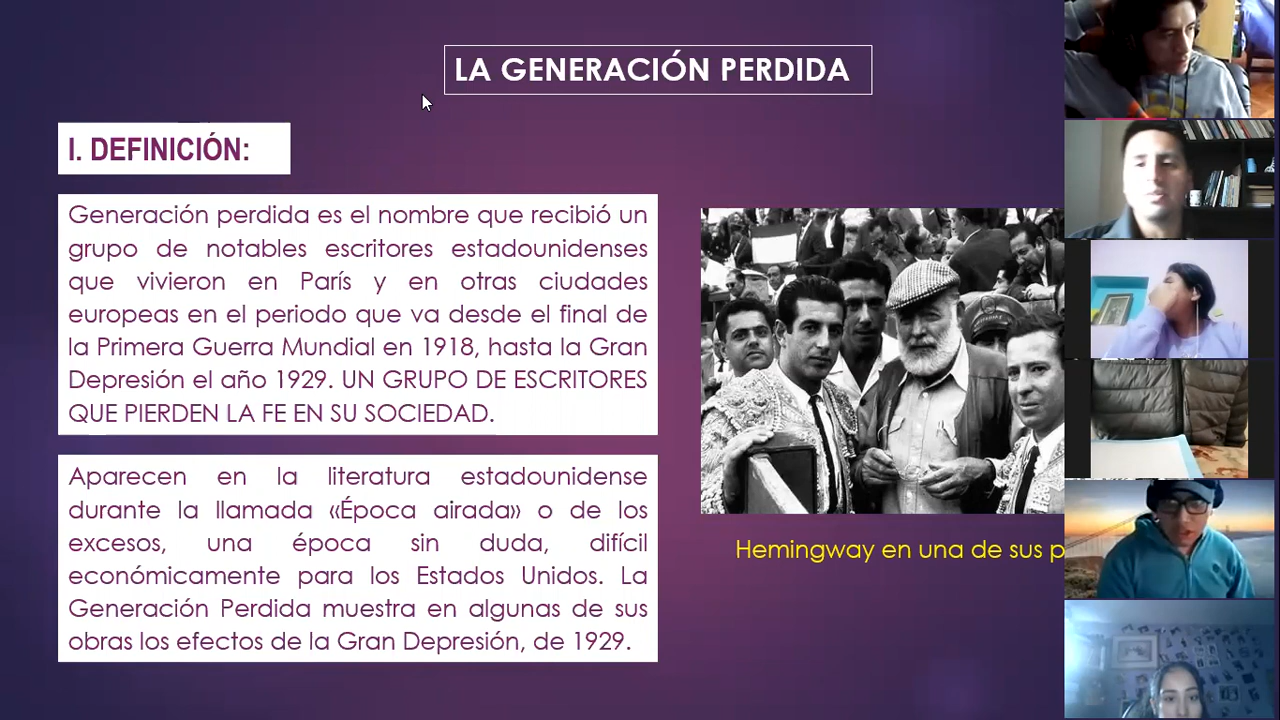 LA GENERACIÓN PERDIDA
I. DEFINICIÓN:
Generación perdida es el nombre que recibió un
grupo de notables escritores estadounidenses
que vivieron en París y en otras ciudades
europeas en el periodo que va desde el final de
la Primera Guerra Mundial en 1918, hasta la Gran
Depresión el año 1929. UN GRUPO DE ESCRITORES
QUE PIERDEN LA FE EN SU SOCIEDAD.
Aparecen en la literatura estadounidense
durante la llamada «Época airada» o de los
excesos, una época sin duda, difícil
económicamente para los Estados Unidos. La
Generación Perdida muestra en algunas de sus
obras los efectos de la Gran Depresión, de 1929.
Hemingway en una de sus